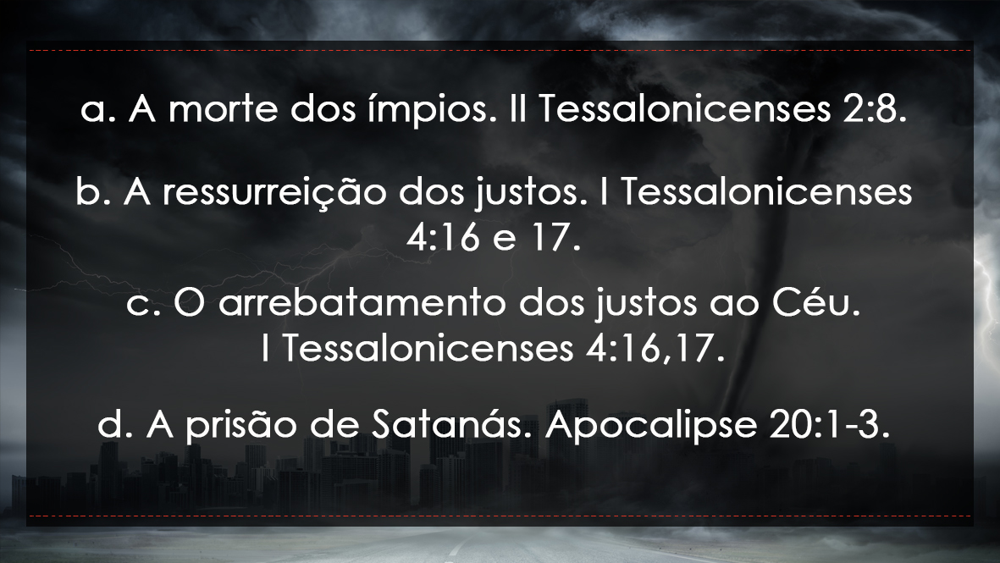 a. A morte dos ímpios. II Tessalonicenses 2:8.
b. A ressurreição dos justos. I Tessalonicenses
4:16 e 17.
c. O arrebatamento dos justos ao Céu.
I Tessalonicenses 4:16,17.
d. A prisão de Satanás. Apocalipse 20:1-3.